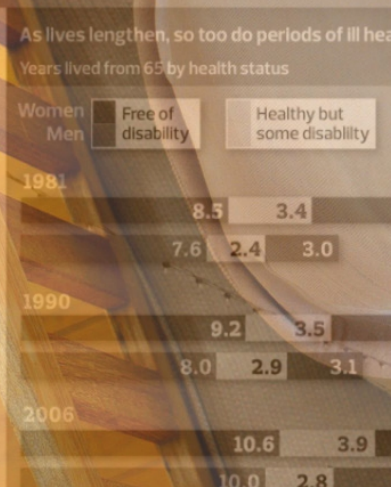 As lives lengthen, so too do periods of ill hea
Years lived from 65 by health status
Women
Men
Free of
disability
Healthy but
some disablilty
1981
8.5 3.4
7.6 2.4 3.0
1990
9.2 3.5
8.0 2.9 3.1
2006
10.6 3.9
10.0 2.8